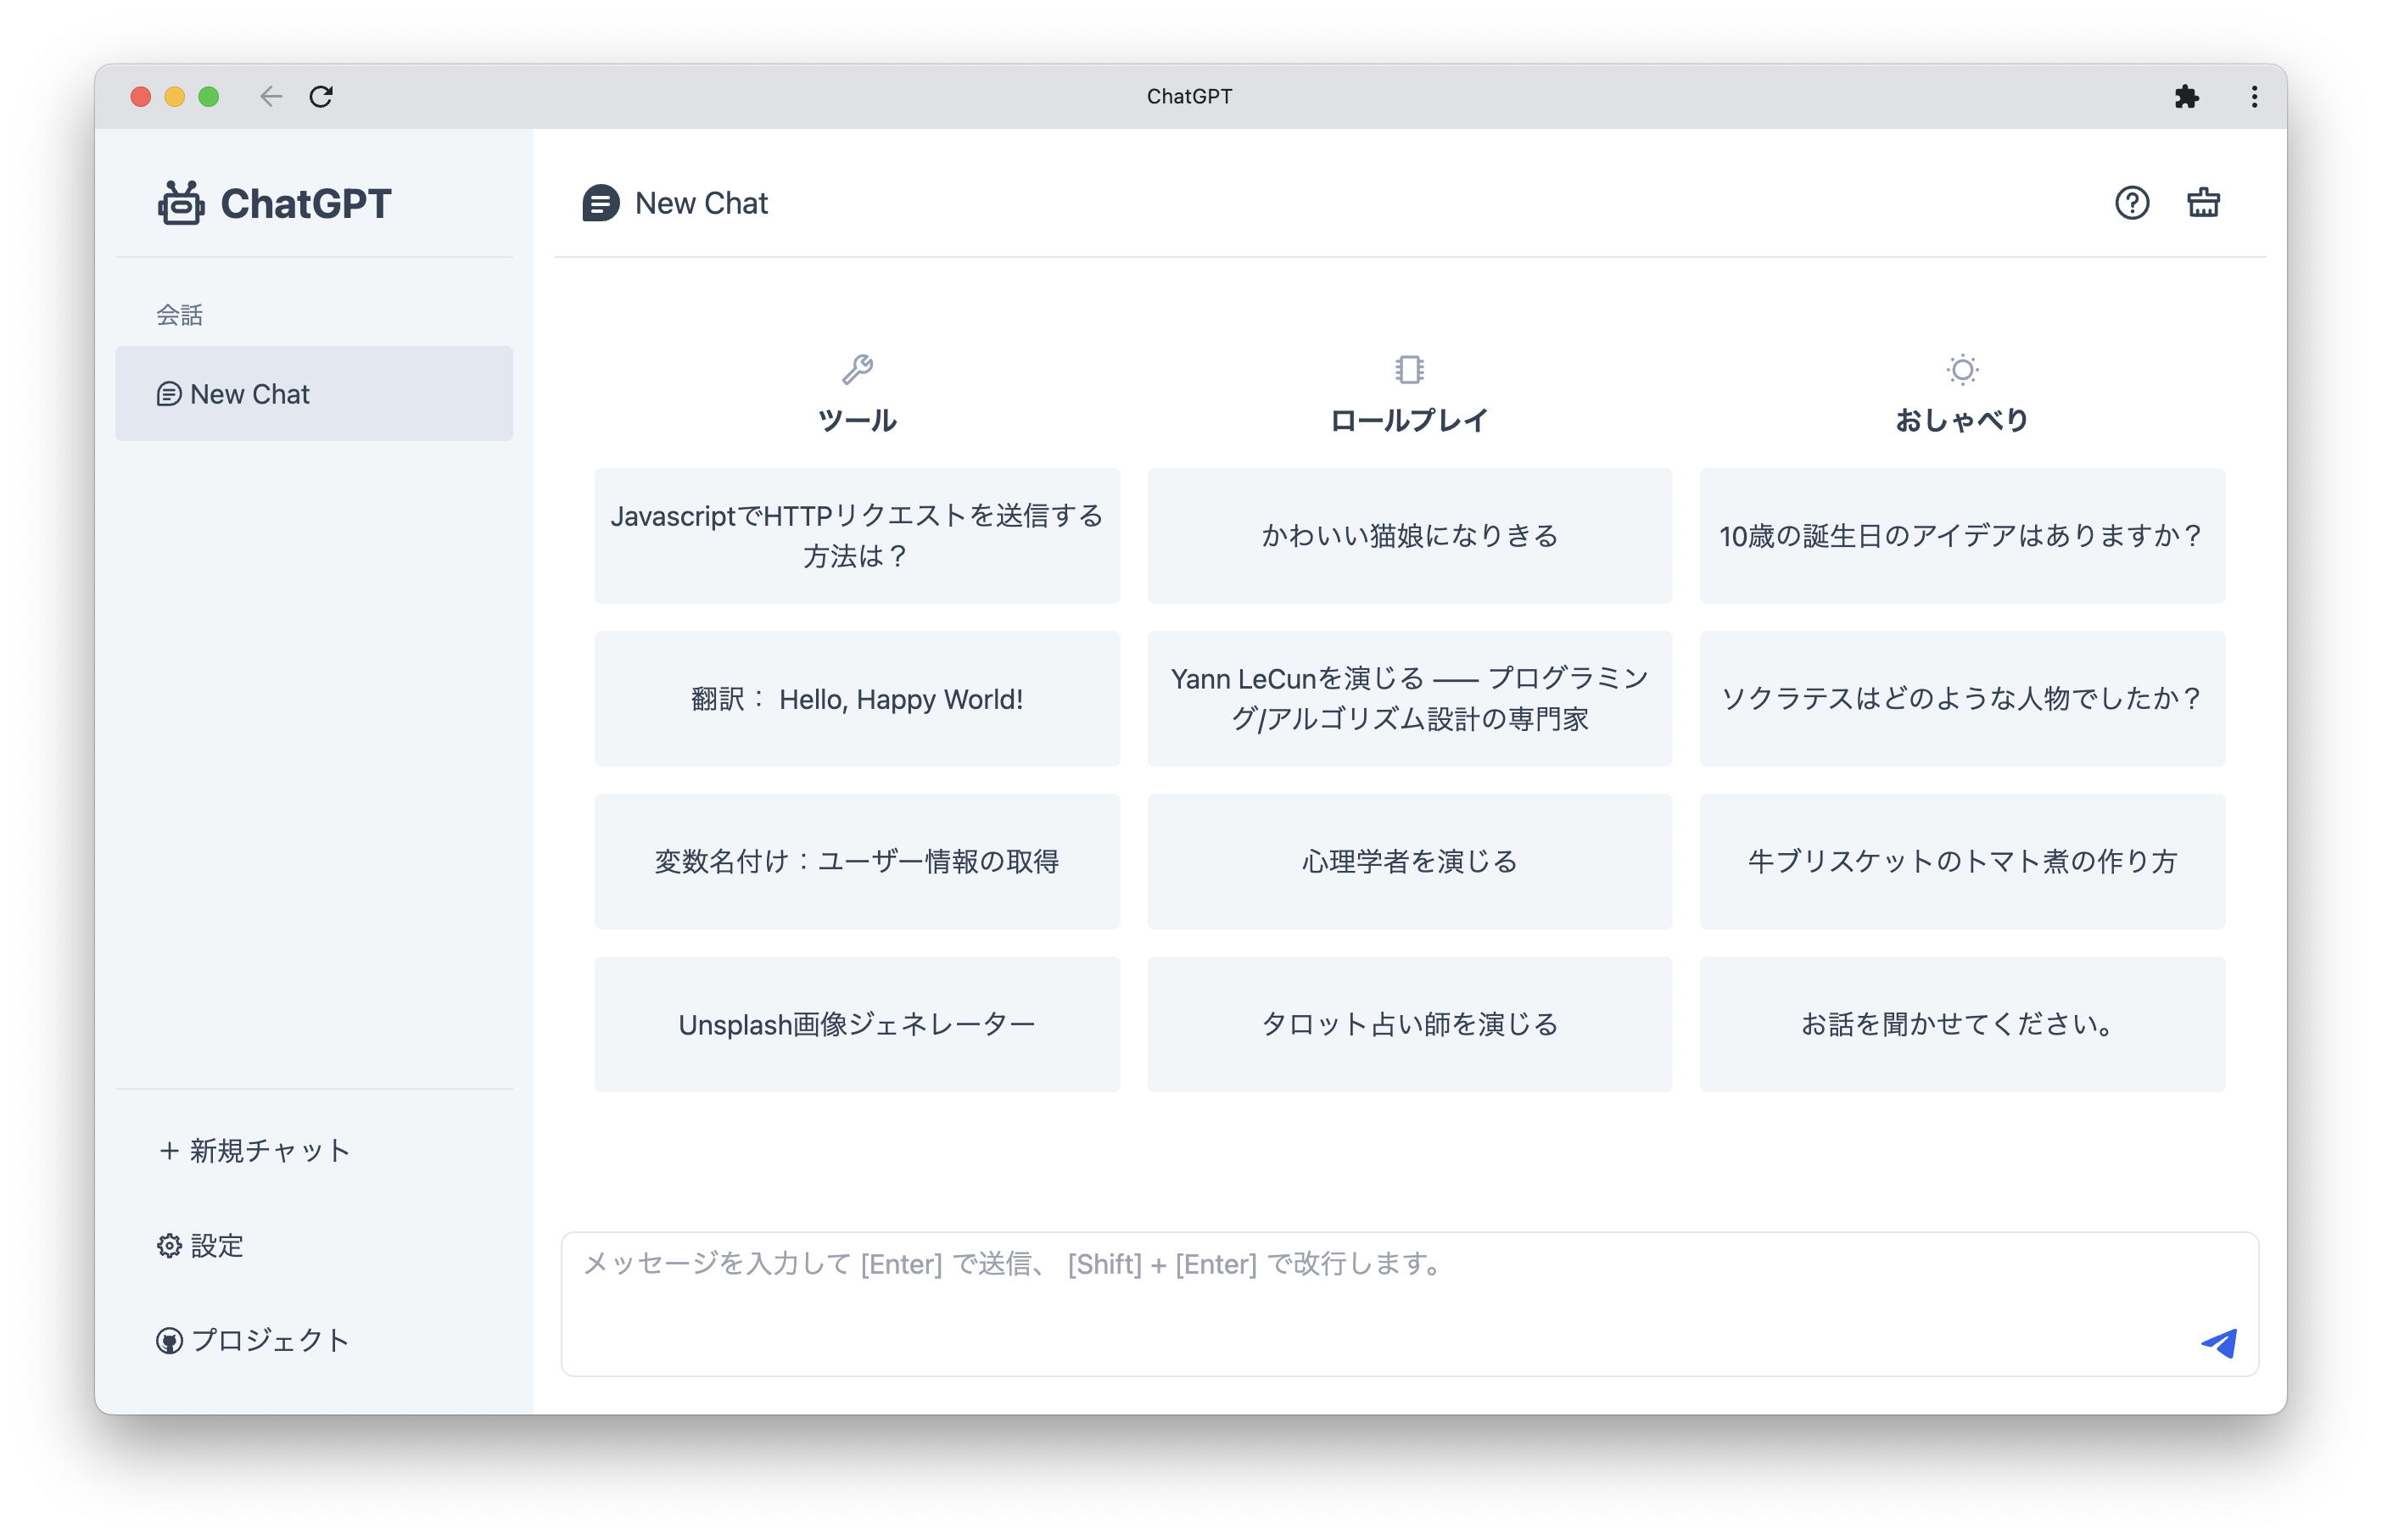 ChatGPT
ChatGPT
会話
New Chat
新規チャット
設定
プロジェクト
New Chat
ツール
JavascriptでHTTPリクエストを送信する
方法は？
翻訳： Hello, Happy World!
変数名付け：ユーザー情報の取得
Unsplash画像ジェネレーター
ロールプレイ
かわいい猫娘になりきる
Yann LeCunを演じる —— プログラミン
グ/アルゴリズム設計の専門家
心理学者を演じる
タロット占い師を演じる
おしゃべり
10歳の誕生日のアイデアはありますか？
ソクラテスはどのような人物でしたか？
牛ブリスケットのトマト煮の作り方
お話を聞かせてください。
メッセージを入力して [Enter] で送信、 [Shift] + [Enter] で改行します。